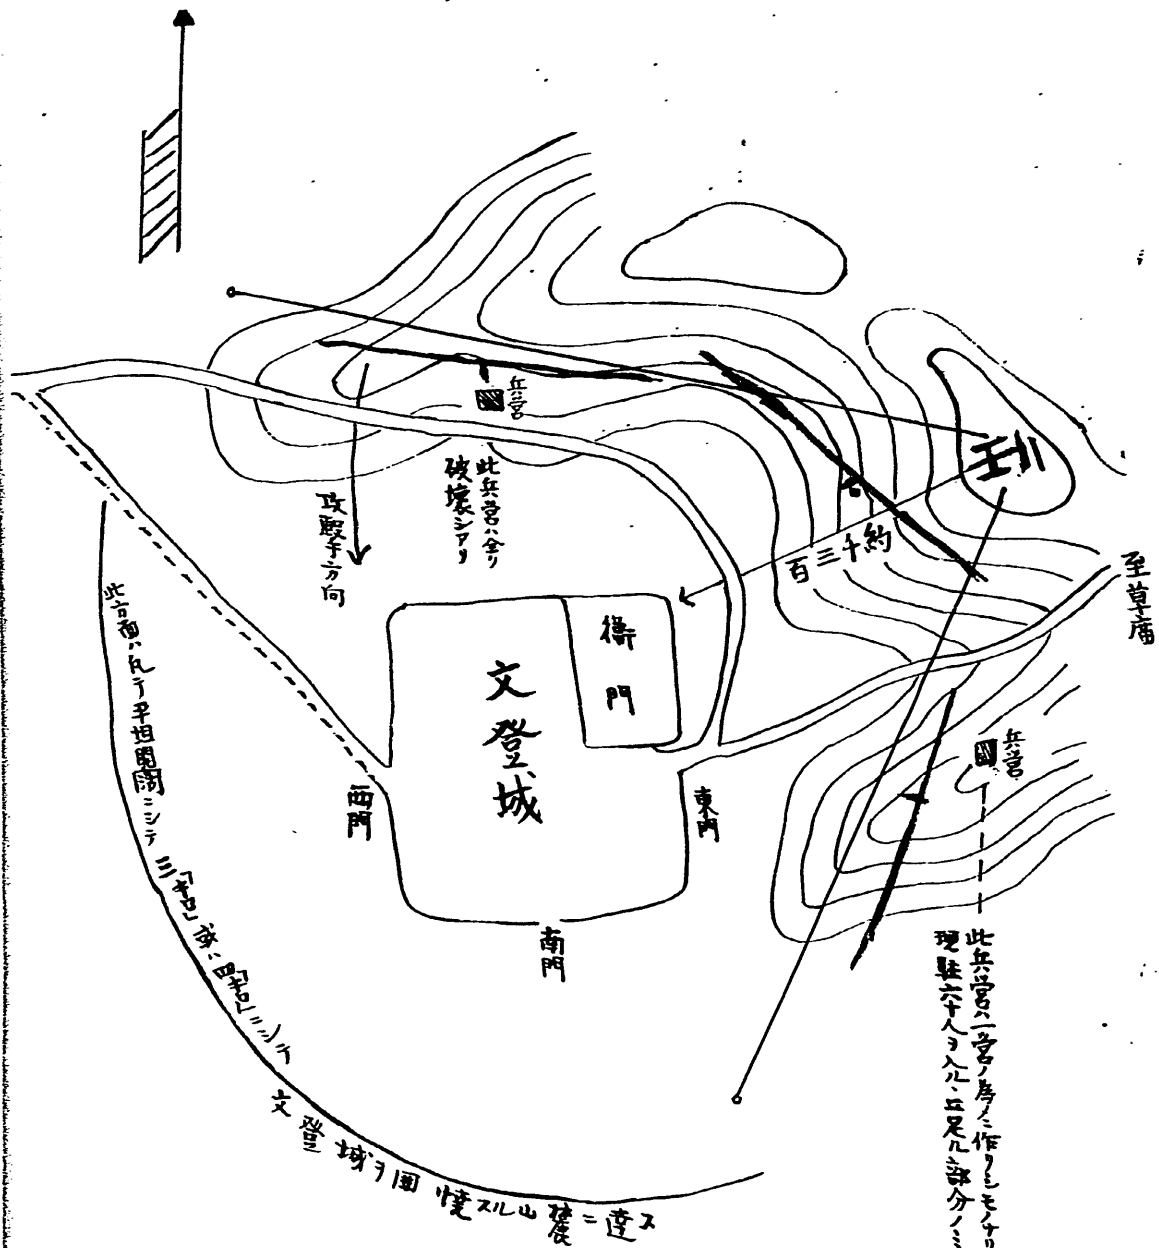 兵営
此兵営ハ全ク
破壊シアリ
攻撃方向
約千三百
至草廟
衙門
文登城
西門
東門
南門
兵営
此兵営ハ一営ノ為メニ作リシモノナリ
現駐六十人ヲ入ルヽニ足ル部分ノミ
此方面ハ凡テ平坦開闊ニシテ
三「キロ」或ハ四「キロ」ニシテ
文登城ヲ囲繞スル山麓ニ達ス